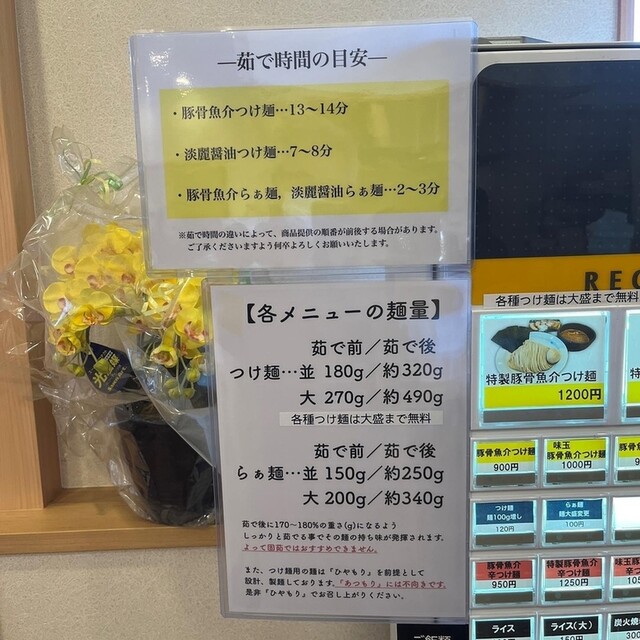 ―茹で時間の目安―
・豚骨魚介つけ麺…13〜14分
・淡麗醤油つけ麺…7〜8分
・豚骨魚介らぁ麺，淡麗醤油らぁ麺…2〜3分
※茹で時間の違いによって、商品提供の順番が前後する場合があります。
ご了承くださいますよう何卒よろしくお願いいたします。
【各メニューの麺量】
茹で前／茹で後
つけ麺…並 180g／約320g
大 270g／約490g
各種つけ麺は大盛まで無料
茹で前／茹で後
らぁ麺…並 150g／約250g
大 200g／約340g
茹で後に170〜180%の重さ(g)になるよう
しっかりと茹でる事でその麺の持ち味が発揮されます。
よって固茹ではおすすめできません。
また、つけ麺用の麺は『ひやもり』を前提として
設計、製麺しております。『あつもり』には不向きです。
是非『ひやもり』でお召し上がりください。
REC
各種つけ麺は大盛まで無料
特製豚骨魚介つけ麺
1200円
豚骨魚介つけ麺
900円
味玉
豚骨魚介つけ麺
1000円
つけ麺
麺100g増し
120円
らぁ麺
麺大盛変更
100円
豚骨魚介
辛つけ麺
950円
特製豚骨魚介
辛つけ麺
1250円
味玉豚
辛つ
105
ライス
ライス(大)
150円
炭火焼